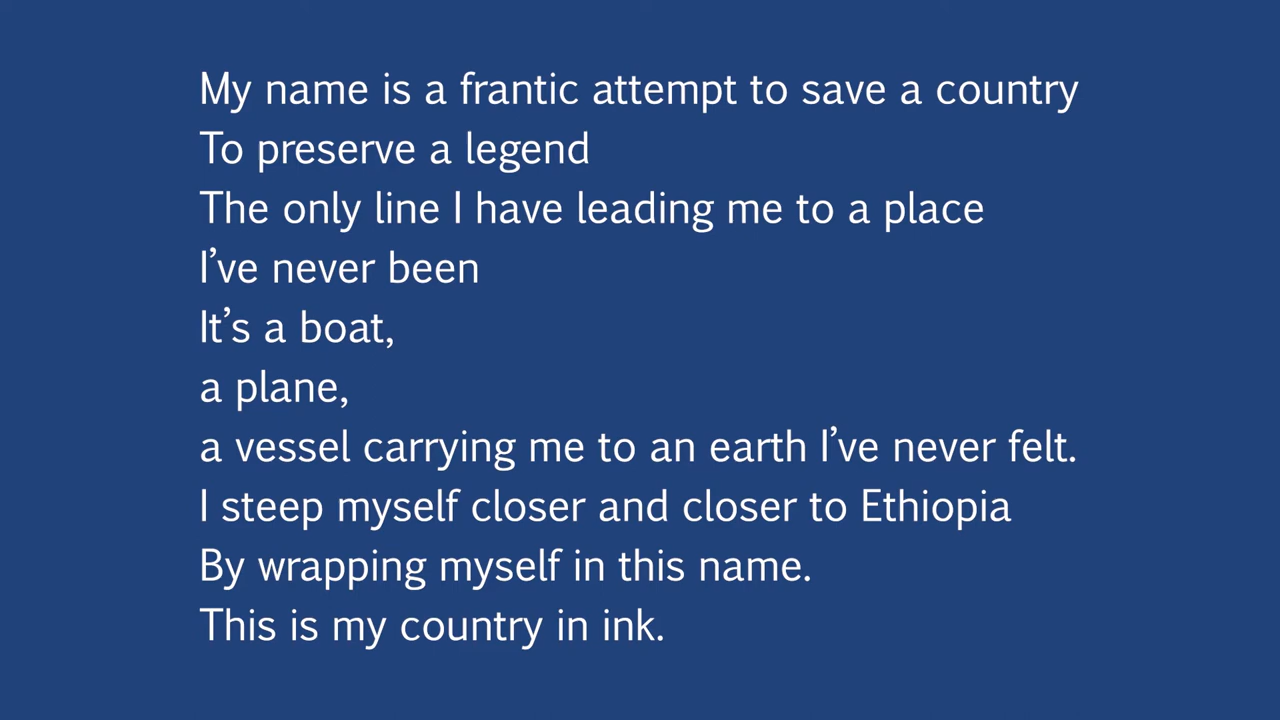 My name is a frantic attempt to save a country
To preserve a legend
The only line I have leading me to a place
I’ve never been
It’s a boat,
a plane,
a vessel carrying me to an earth I’ve never felt.
I steep myself closer and closer to Ethiopia
By wrapping myself in this name.
This is my country in ink.